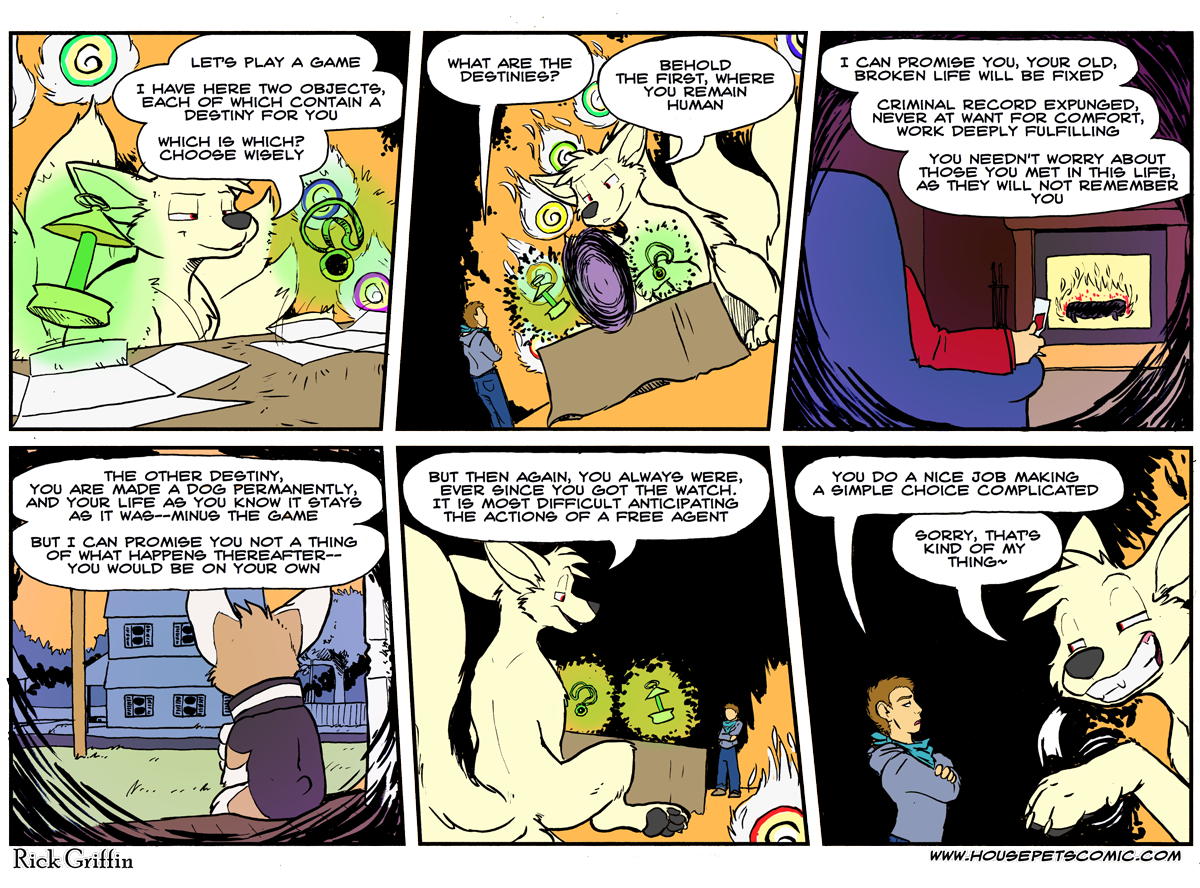 LET'S PLAY A GAME
I HAVE HERE TWO OBJECTS,
EACH OF WHICH CONTAIN A
DESTINY FOR YOU
WHICH IS WHICH?
CHOOSE WISELY
WHAT ARE THE
DESTINIES?
BEHOLD
THE FIRST, WHERE
YOU REMAIN
HUMAN
I CAN PROMISE YOU, YOUR OLD,
BROKEN LIFE WILL BE FIXED
CRIMINAL RECORD EXPUNGED,
NEVER AT WANT FOR COMFORT,
WORK DEEPLY FULFILLING
YOU NEEDN'T WORRY ABOUT
THOSE YOU MET IN THIS LIFE,
AS THEY WILL NOT REMEMBER
YOU
THE OTHER DESTINY,
YOU ARE MADE A DOG PERMANENTLY,
AND YOUR LIFE AS YOU KNOW IT STAYS
AS IT WAS--MINUS THE GAME
BUT I CAN PROMISE YOU NOT A THING
OF WHAT HAPPENS THEREAFTER--
YOU WOULD BE ON YOUR OWN
BUT THEN AGAIN, YOU ALWAYS WERE,
EVER SINCE YOU GOT THE WATCH.
IT IS MOST DIFFICULT ANTICIPATING
THE ACTIONS OF A FREE AGENT
YOU DO A NICE JOB MAKING
A SIMPLE CHOICE COMPLICATED
SORRY, THAT'S
KIND OF MY
THING~
Rick Griffin
WWW.HOUSEPETSCOMIC.COM